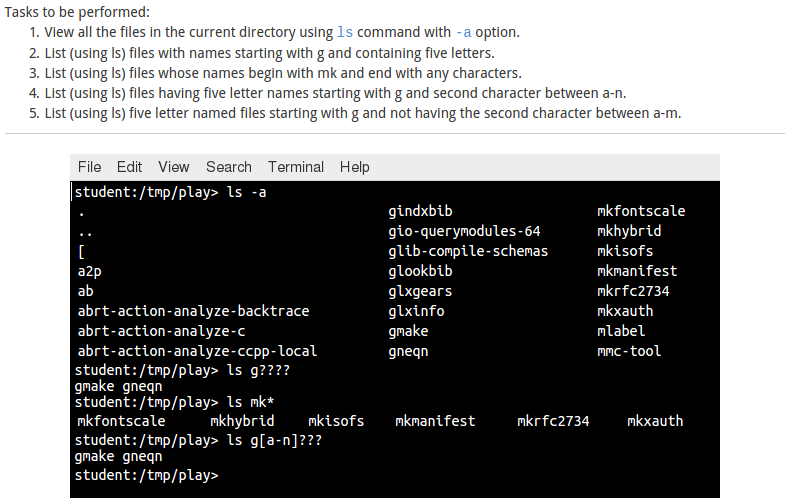 Tasks to be performed:
1. View all the files in the current directory using ls command with -a option.
2. List (using ls) files with names starting with g and containing five letters.
3. List (using ls) files whose names begin with mk and end with any characters.
4. List (using ls) files having five letter names starting with g and second character between a-n.
5. List (using ls) five letter named files starting with g and not having the second character between a-m.
File Edit View Search Terminal Help
student:/tmp/play> ls -a
. gindxbib mkfontscale
.. gio-querymodules-64 mkhybrid
[ glib-compile-schemas mkisofs
a2p glookbib mkmanifest
ab glxgears mkrfc2734
abrt-action-analyze-backtrace glxinfo mkxauth
abrt-action-analyze-c gmake mlabel
abrt-action-analyze-ccpp-local gneqn mmc-tool
student:/tmp/play> ls g????
gmake gneqn
student:/tmp/play> ls mk*
mkfontscale mkhybrid mkisofs mkmanifest mkrfc2734 mkxauth
student:/tmp/play> ls g[a-n]???
gmake gneqn
student:/tmp/play>